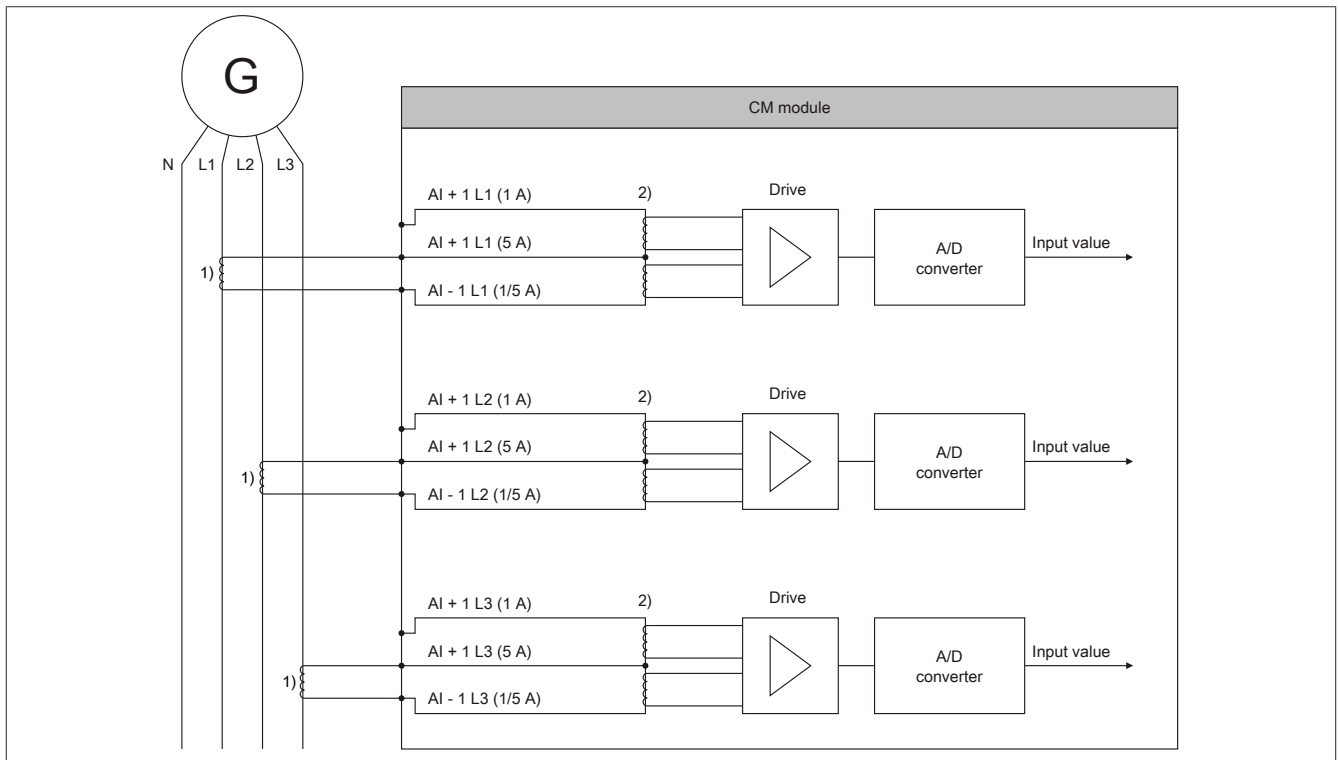 G
CM module
N L1 L2 L3
AI + 1 L1 (1 A)
2)
Drive
AI + 1 L1 (5 A)
1)
A/D
converter
Input value
AI - 1 L1 (1/5 A)
AI + 1 L2 (1 A)
2)
Drive
AI + 1 L2 (5 A)
1)
A/D
converter
Input value
AI - 1 L2 (1/5 A)
AI + 1 L3 (1 A)
2)
Drive
AI + 1 L3 (5 A)
1)
A/D
converter
Input value
AI - 1 L3 (1/5 A)